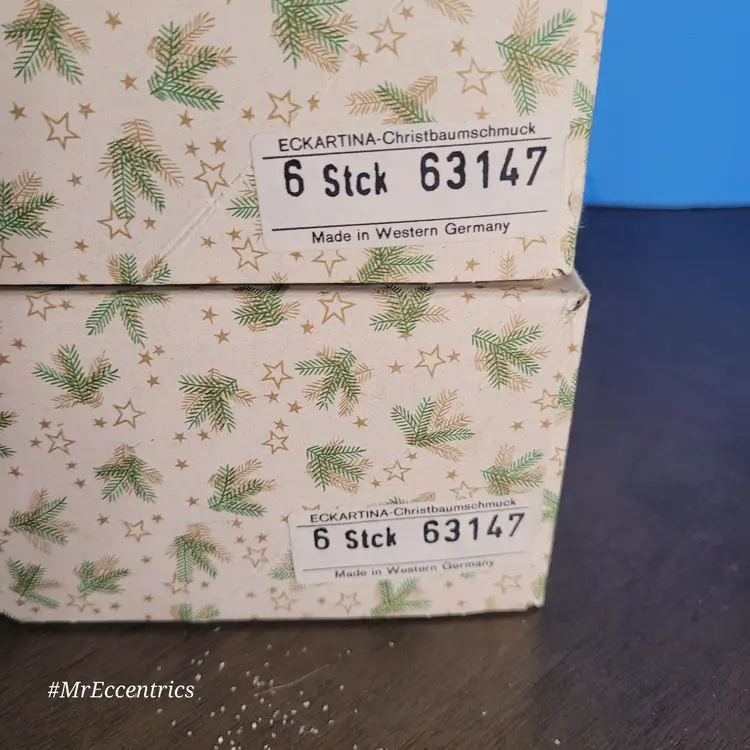 ECKARTINA-Christbaumschmuck
6 Stck 63147
Made in Western Germany
ECKARTINA-Christbaumschmuck
6 Stck 63147
Made in Western Germany
#MrEccentrics